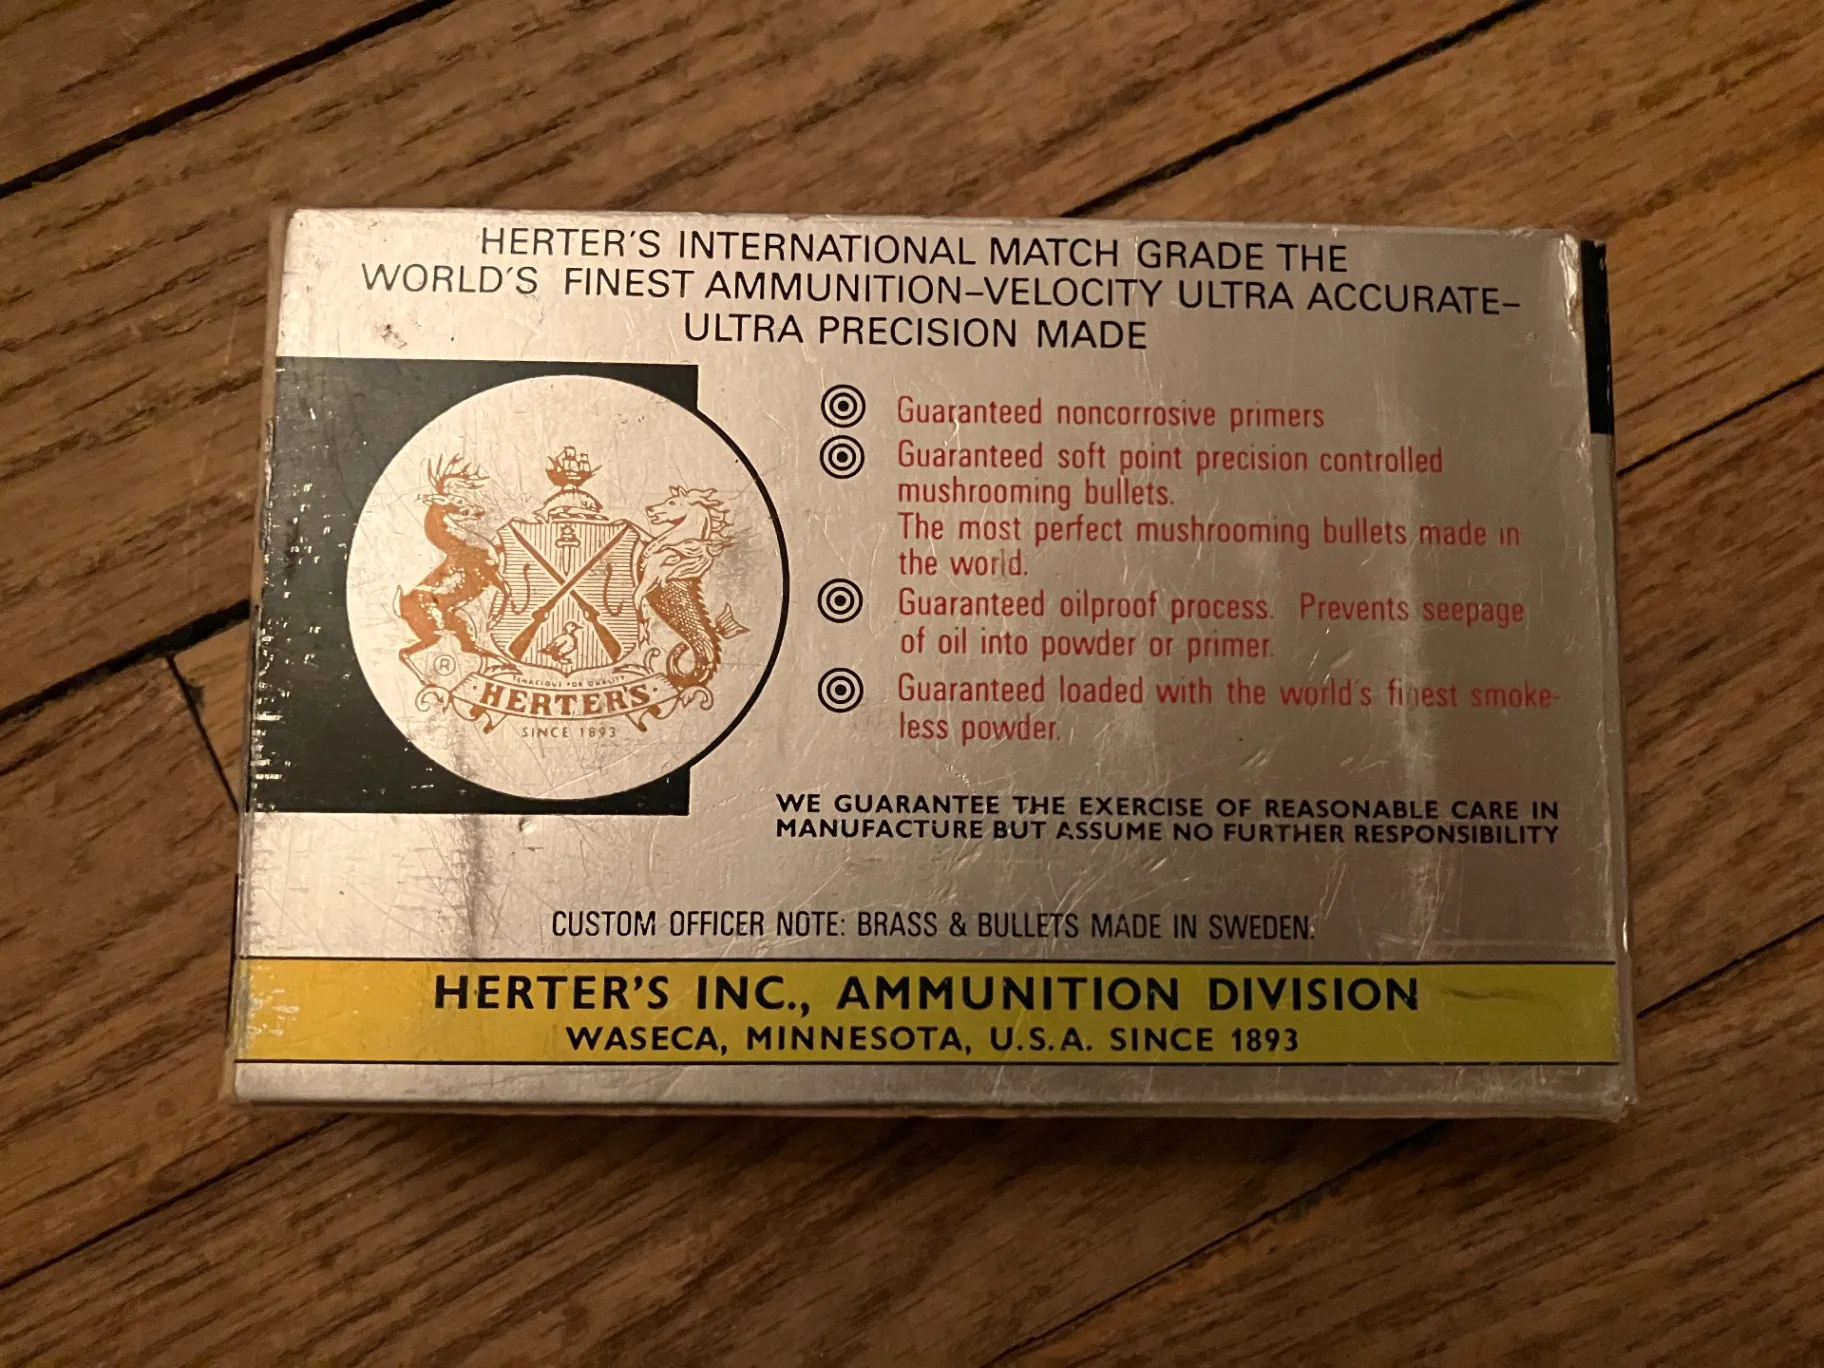 HERTER'S INTERNATIONAL MATCH GRADE THE
WORLD'S FINEST AMMUNITION-VELOCITY ULTRA ACCURATE-
ULTRA PRECISION MADE
Guaranteed noncorrosive primers
Guaranteed soft point precision controlled
mushrooming bullets.
The most perfect mushrooming bullets made in
the world.
Guaranteed oilproof process. Prevents seepage
of oil into powder or primer.
Guaranteed loaded with the world's finest smoke-
less powder.
®
TENACIOUS FOR QUALITY
·HERTER'S·
SINCE 1893
WE GUARANTEE THE EXERCISE OF REASONABLE CARE IN
MANUFACTURE BUT ASSUME NO FURTHER RESPONSIBILITY
CUSTOM OFFICER NOTE: BRASS & BULLETS MADE IN SWEDEN.
HERTER'S INC., AMMUNITION DIVISION
WASECA, MINNESOTA, U.S.A. SINCE 1893